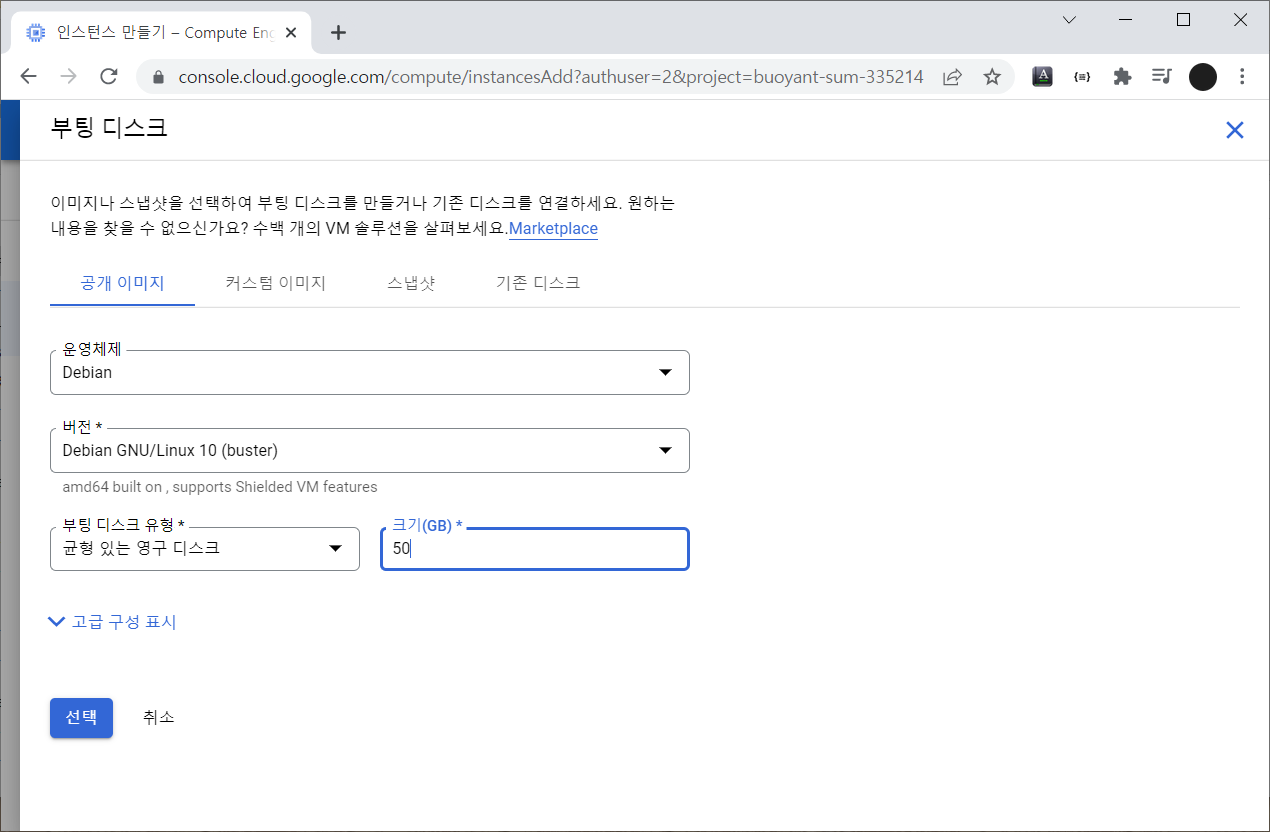 인스턴스 만들기 – Compute Eng
console.cloud.google.com/compute/instancesAdd?authuser=2&project=buoyant-sum-335214
부팅 디스크
이미지나 스냅샷을 선택하여 부팅 디스크를 만들거나 기존 디스크를 연결하세요. 원하는
내용을 찾을 수 없으신가요? 수백 개의 VM 솔루션을 살펴보세요.Marketplace
공개 이미지 커스텀 이미지 스냅샷 기존 디스크
운영체제
Debian
버전 *
Debian GNU/Linux 10 (buster)
amd64 built on , supports Shielded VM features
부팅 디스크 유형 * 크기(GB) *
균형 있는 영구 디스크 50
고급 구성 표시
선택 취소